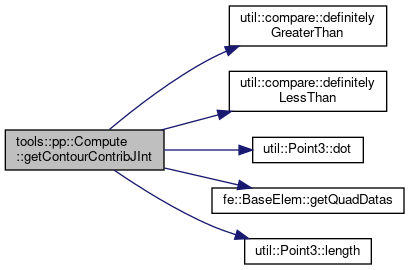 util::compare::definitely
GreaterThan
util::compare::definitely
LessThan
tools::pp::Compute
::getContourContribJInt
util::Point3::dot
fe::BaseElem::getQuadDatas
util::Point3::length